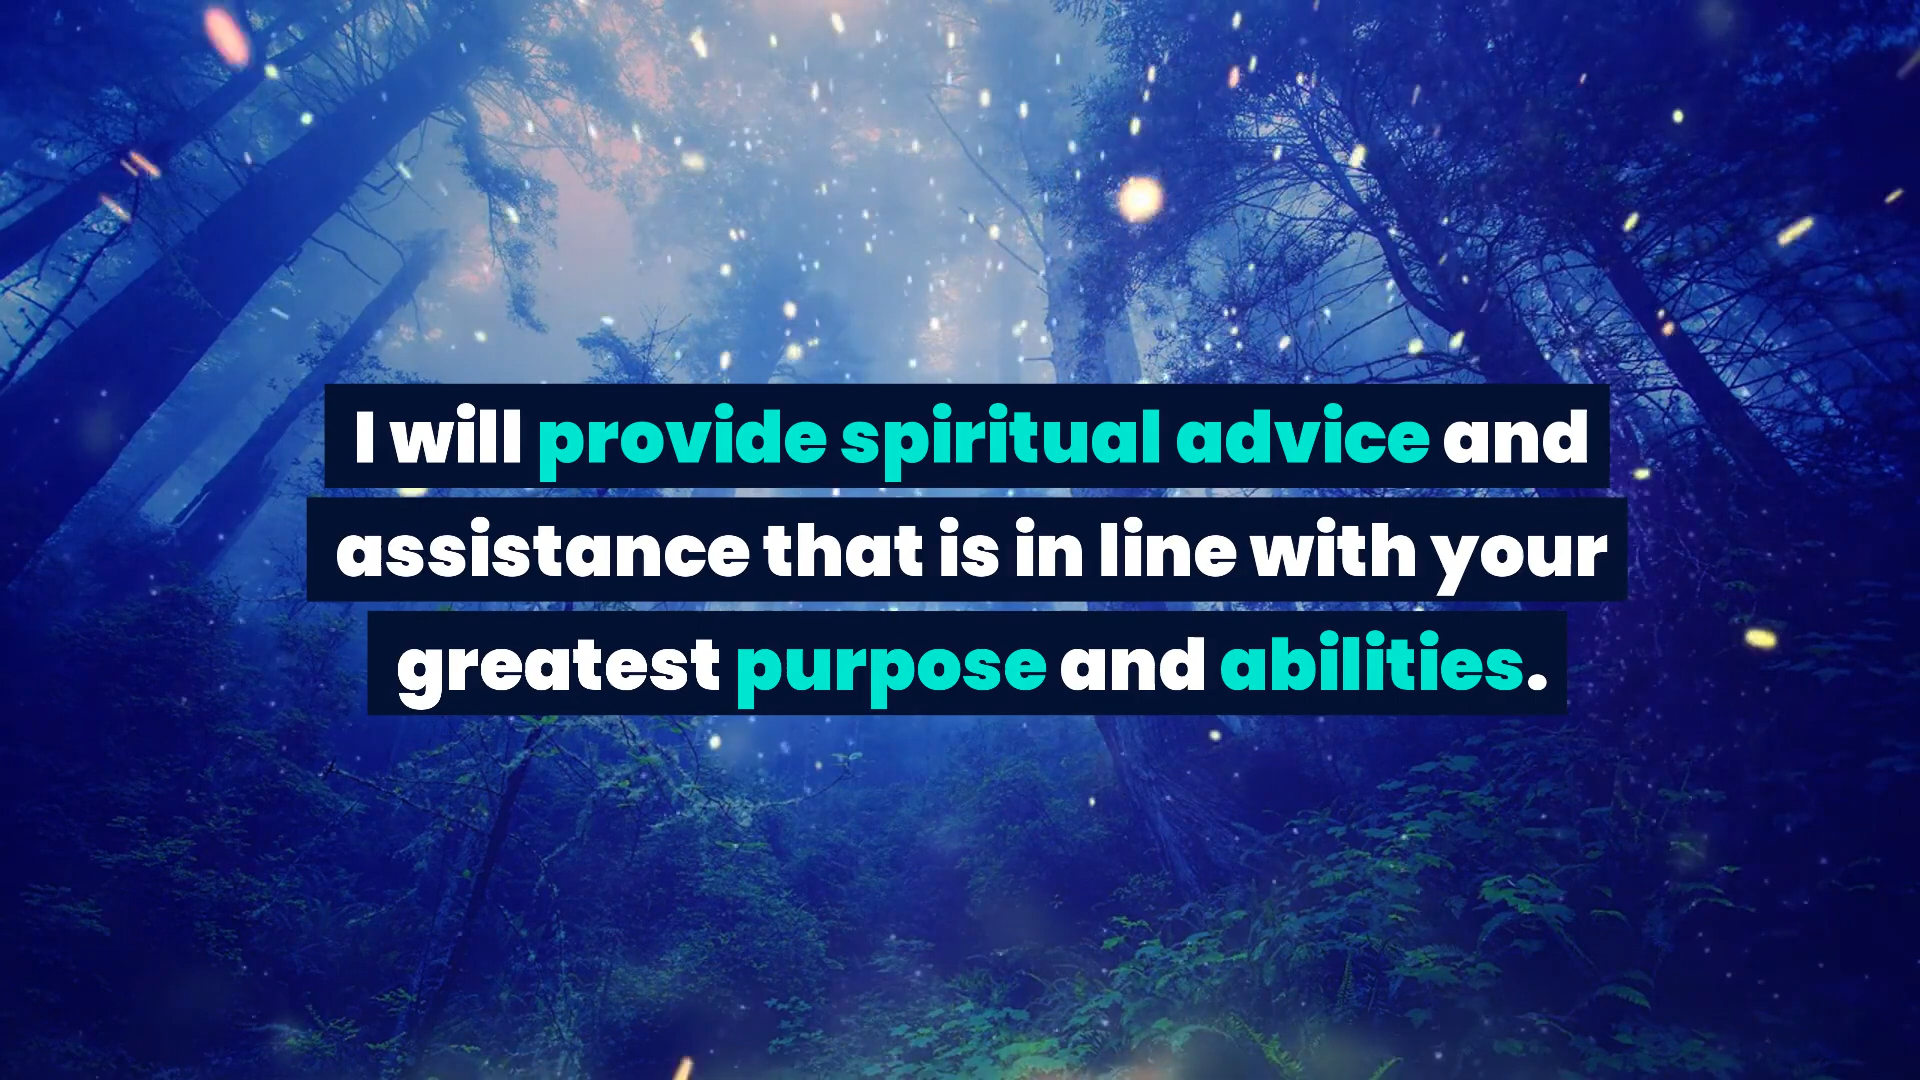 I will provide spiritual advice and
assistance that is in line with your
greatest purpose and abilities.